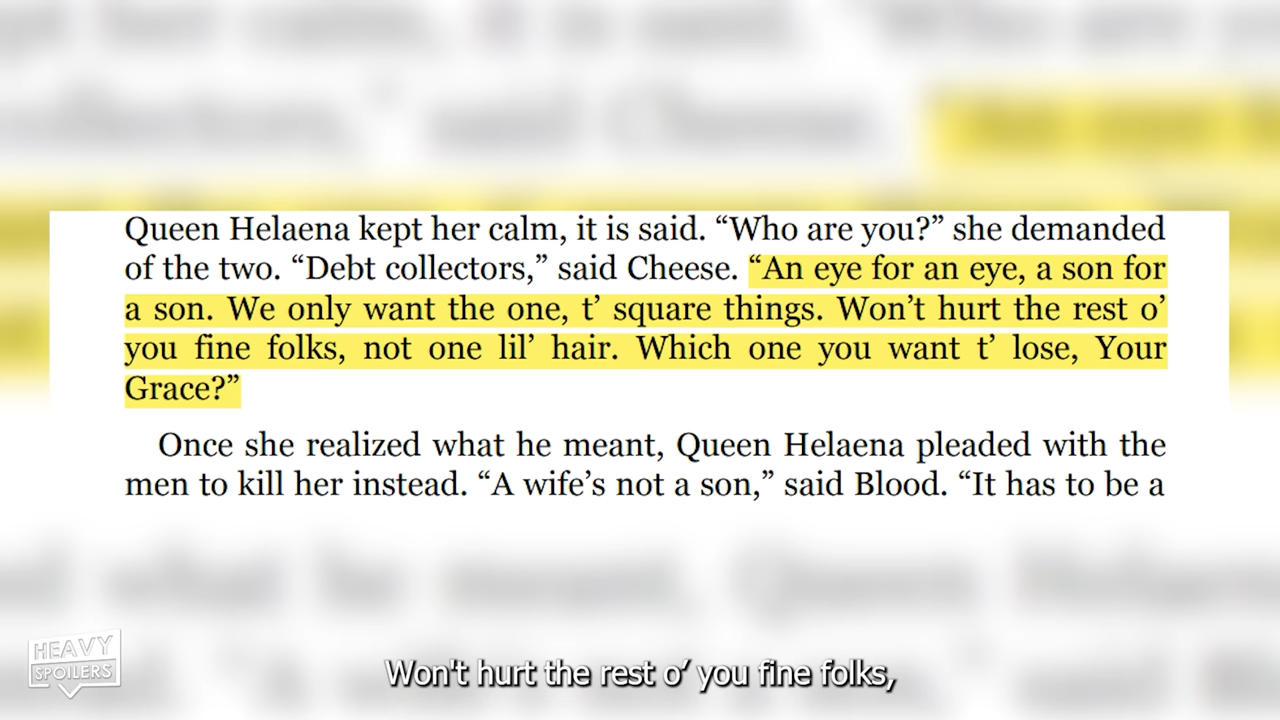 Queen Helaena kept her calm, it is said. “Who are you?” she demanded
of the two. “Debt collectors,” said Cheese. “An eye for an eye, a son for
a son. We only want the one, t’ square things. Won’t hurt the rest o’
you fine folks, not one lil’ hair. Which one you want t’ lose, Your
Grace?”
Once she realized what he meant, Queen Helaena pleaded with the
men to kill her instead. “A wife’s not a son,” said Blood. “It has to be a
HEAVY
SPOILERS
Won't hurt the rest o’ you fine folks,